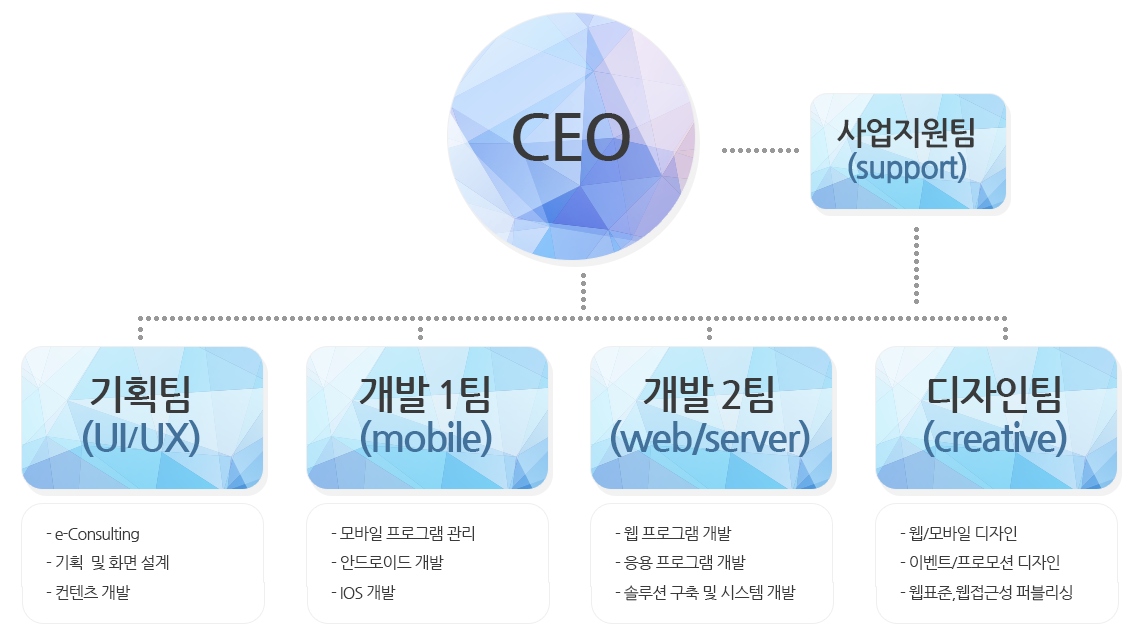 CEO
사업지원팀
(support)
기획팀
(UI/UX)
- e-Consulting
- 기획 및 화면 설계
- 컨텐츠 개발
개발 1팀
(mobile)
- 모바일 프로그램 관리
- 안드로이드 개발
- IOS 개발
개발 2팀
(web/server)
- 웹 프로그램 개발
- 응용 프로그램 개발
- 솔루션 구축 및 시스템 개발
디자인팀
(creative)
- 웹/모바일 디자인
- 이벤트/프로모션 디자인
- 웹표준,웹접근성 퍼블리싱